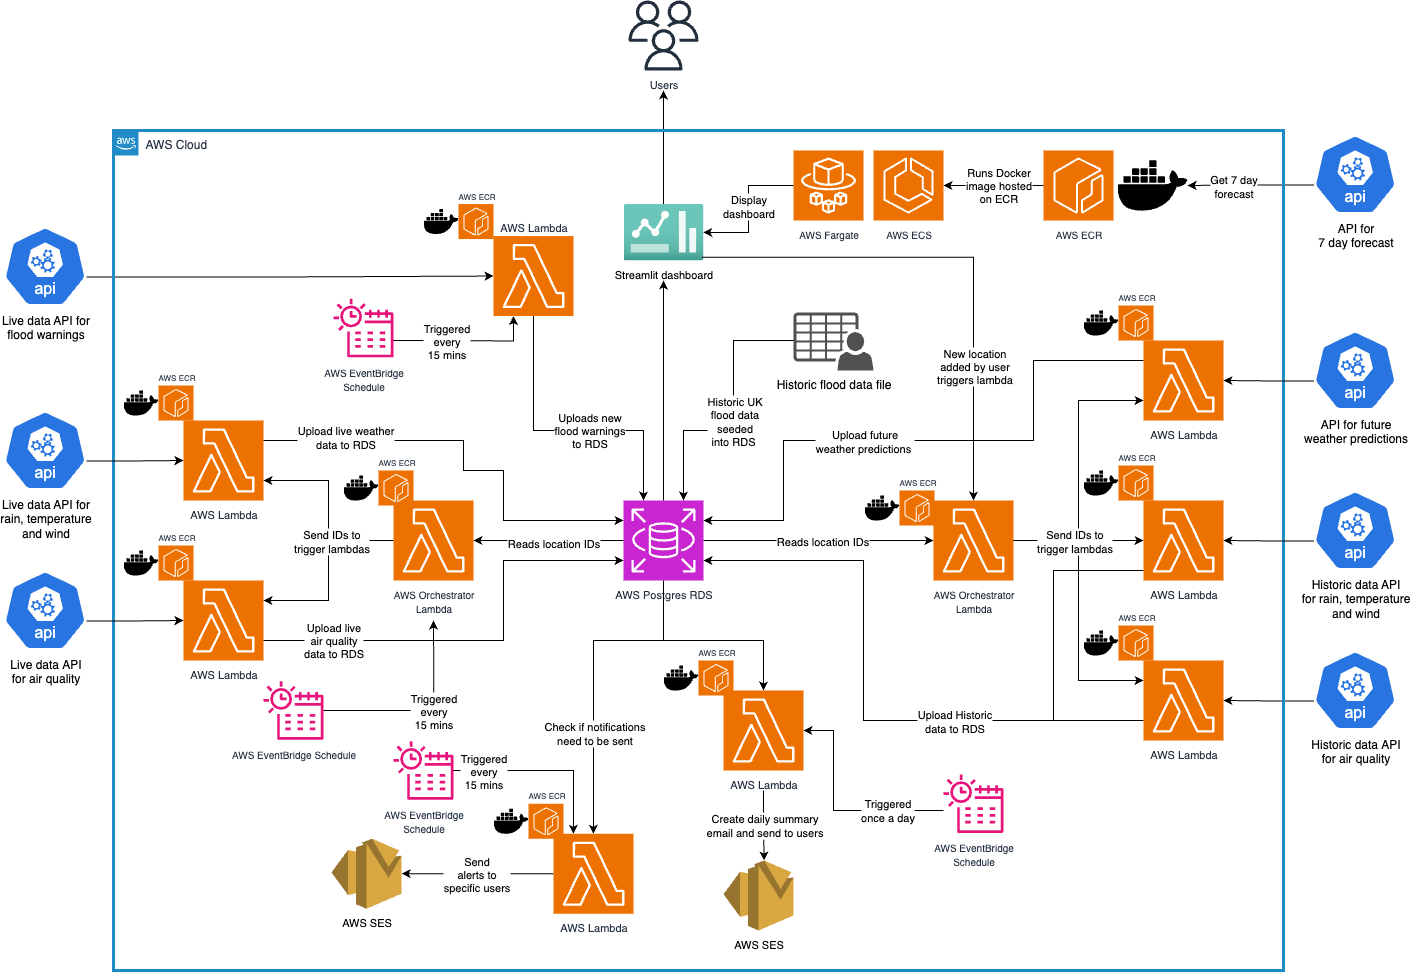 Users
aws
AWS Cloud
Runs Docker
image hosted
on ECR
Get 7 day
forecast
api
API for
7 day forecast
Display
dashboard
AWS Fargate
AWS ECS
AWS ECR
AWS ECR
AWS Lambda
Streamlit dashboard
api
Live data API for
flood warnings
Triggered
every
15 mins
AWS EventBridge
Schedule
Historic flood data file
New location
added by user
triggers lambda
AWS ECR
AWS Lambda
api
API for future
weather predictions
AWS ECR
Uploads new
flood warnings
to RDS
Historic UK
flood data
seeded
into RDS
Upload future
weather predictions
api
Live data API for
rain, temperature
and wind
AWS Lambda
Upload live weather
data to RDS
AWS ECR
Send IDs to
trigger lambdas
AWS Orchestrator
Lambda
Reads location IDs
AWS Postgres RDS
Reads location IDs
AWS ECR
AWS Orchestrator
Lambda
Send IDs to
trigger lambdas
AWS ECR
AWS Lambda
api
Historic data API
for rain, temperature
and wind
AWS ECR
api
Live data API
for air quality
AWS Lambda
Upload live
air quality
data to RDS
Triggered
every
15 mins
AWS EventBridge Schedule
AWS ECR
AWS Lambda
api
Historic data API
for air quality
Upload Historic
data to RDS
Check if notifications
need to be sent
AWS ECR
AWS Lambda
Triggered
every
15 mins
AWS EventBridge
Schedule
AWS ECR
AWS Lambda
Send
alerts to
specific users
AWS SES
Create daily summary
email and send to users
AWS SES
Triggered
once a day
AWS EventBridge
Schedule